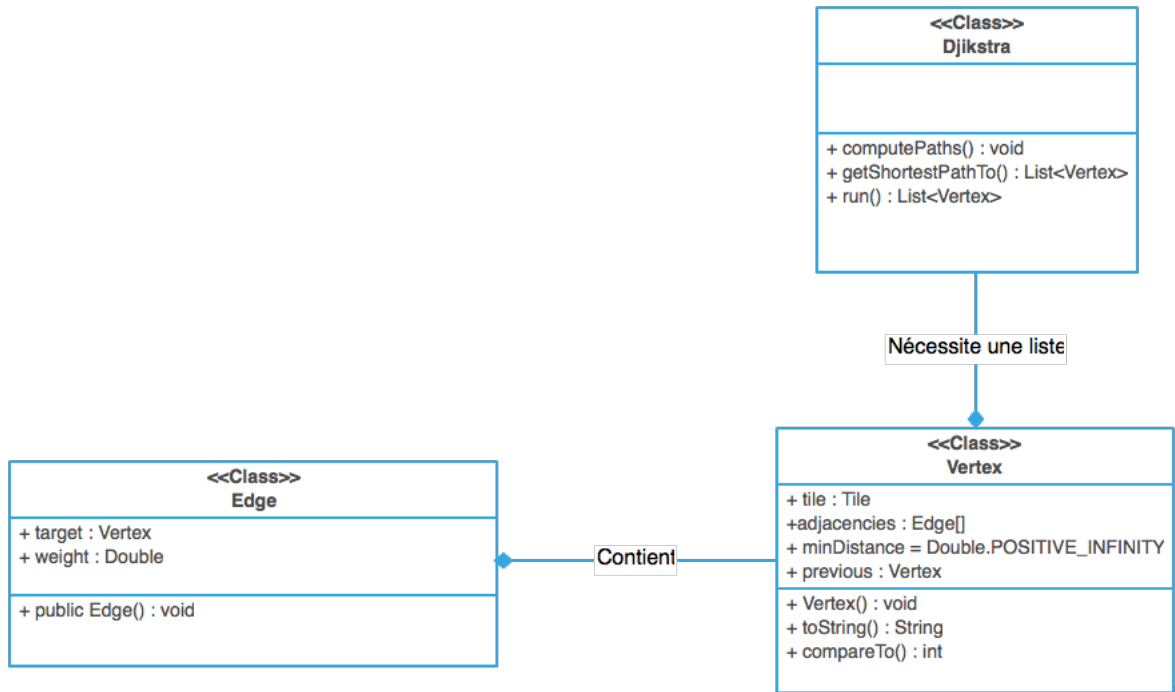 <<Class>>
Djikstra
+ computePaths() : void
+ getShortestPathTo() : List<Vertex>
+ run() : List<Vertex>
Nécessite une liste
<<Class>>
Edge
+ target : Vertex
+ weight : Double
+ public Edge() : void
Contient
<<Class>>
Vertex
+ tile : Tile
+adjacencies : Edge[]
+ minDistance = Double.POSITIVE_INFINITY
+ previous : Vertex
+ Vertex() : void
+ toString() : String
+ compareTo() : int